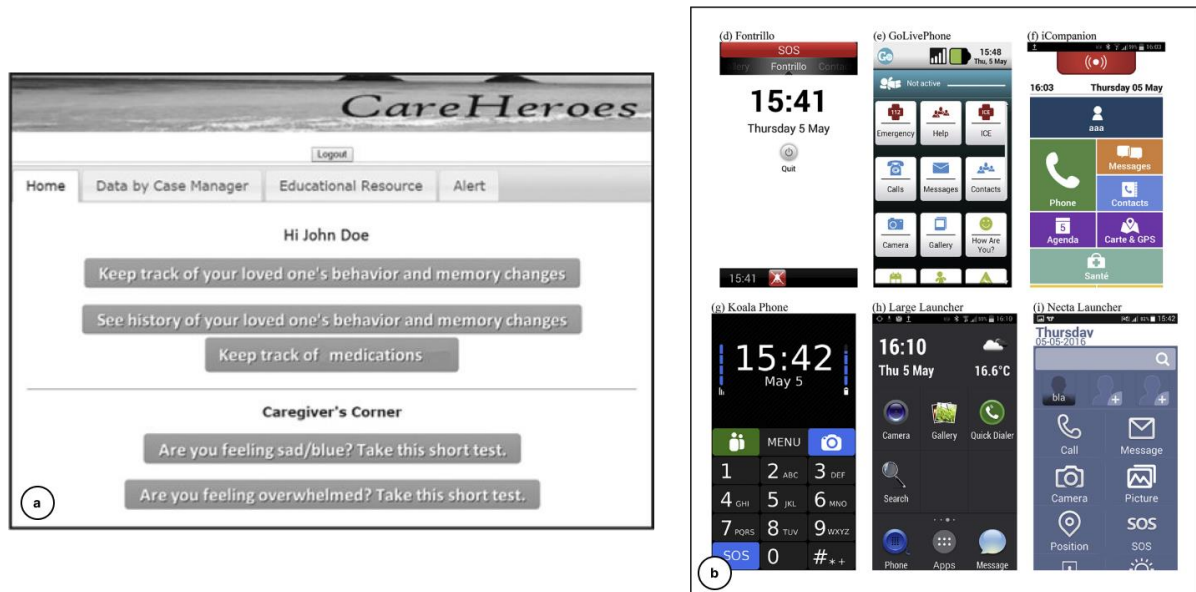 CareHeroes
Logout
Home Data by Case Manager Educational Resource Alert
Hi John Doe
Keep track of your loved one's behavior and memory changes
See history of your loved one's behavior and memory changes
Keep track of medications
Caregiver's Corner
Are you feeling sad/blue? Take this short test.
Are you feeling overwhelmed? Take this short test.
a
(d) Fontrillo
SOS
Fontrillo
15:41
Thursday 5 May
Quit
15:41
(e) GoLivePhone
Go
15:48
Thu, 5 May
Not active
112 ICE
Emergency Help ICE
Calls Messages Contacts
Camera Gallery How Are
You?
(f) iCompanion
16:03
16:03 Thursday 05 May
aaa
Messages
Phone Contacts
5
Agenda Carte & GPS
Santé
(g) Koala Phone
15:42
May 5
MENU
1 2 ABC 3 DEF
4 GHI 5 JKL 6 MNO
7 PQRS 8 TUV 9 WXYZ
SOS 0 #*+
(h) Large Launcher
16:10
16:10
Thu 5 May 16.6°C
Camera Gallery Quick Dialer
Search
Phone Apps Message
(i) Necta Launcher
15:42
Thursday
05-05-2016
bla
Call Message
Camera Picture
SOS
Position SOS
b